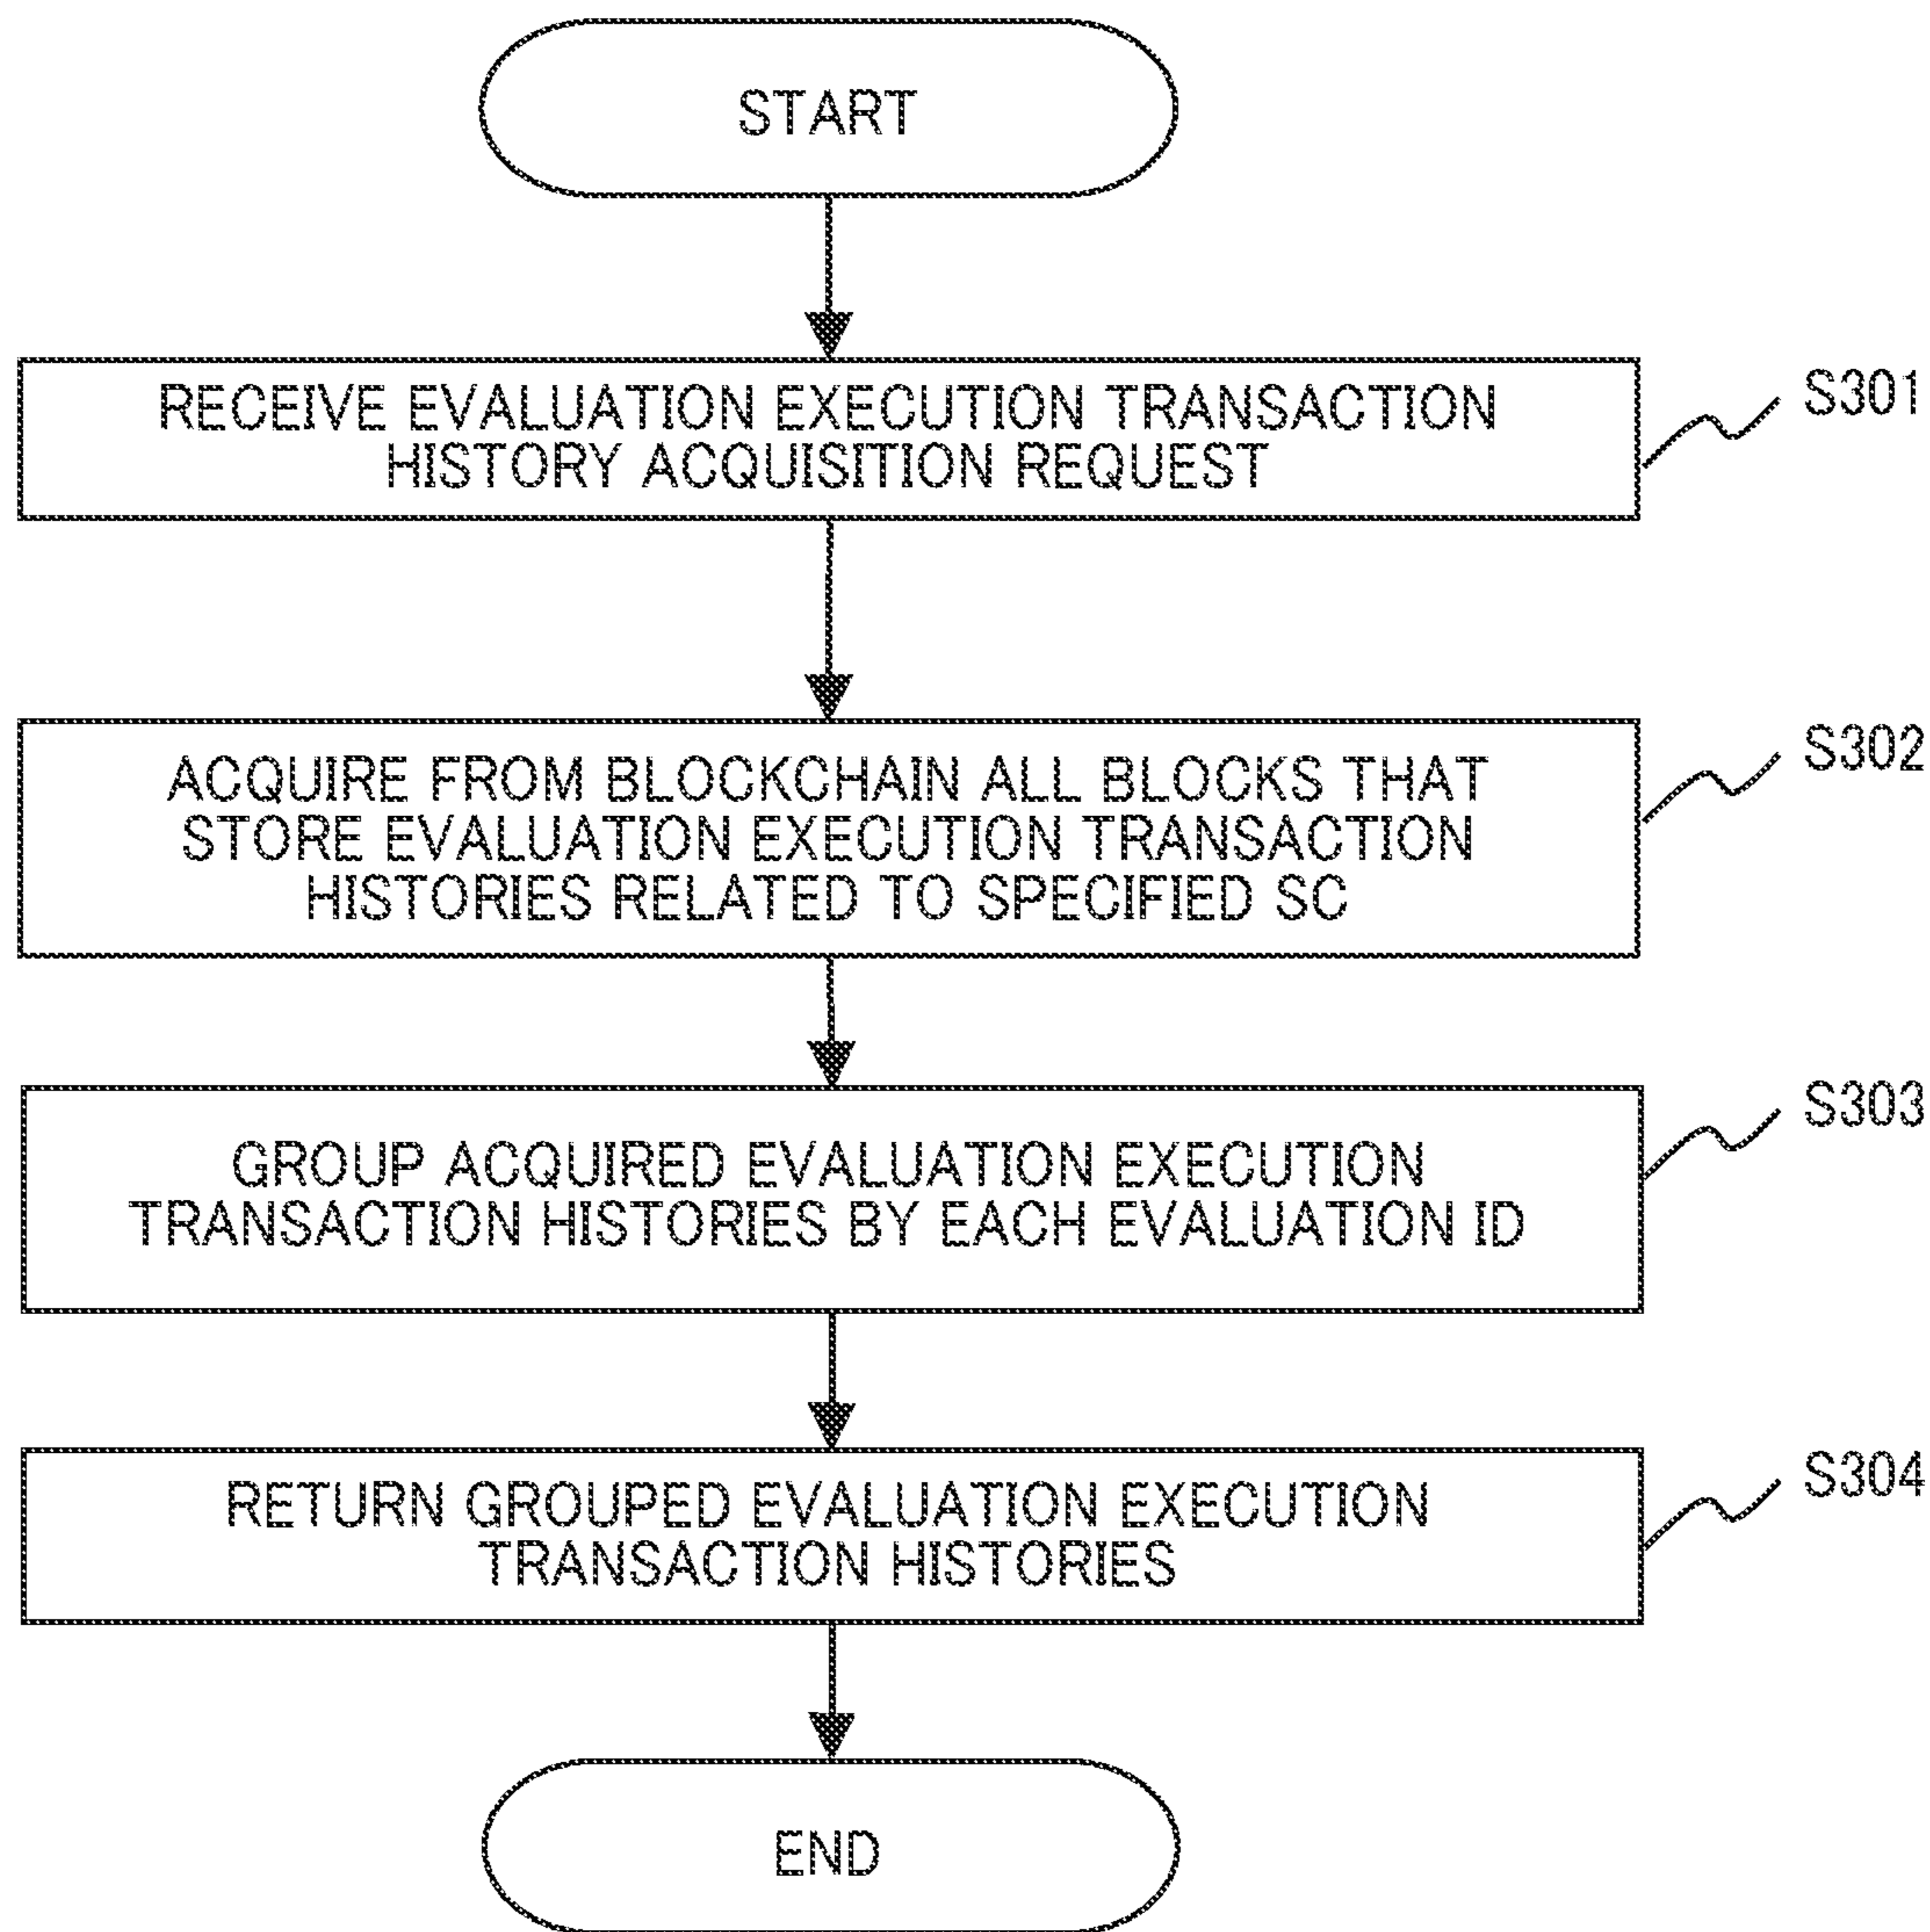 START
RECEIVE EVALUATION EXECUTION TRANSACTION
HISTORY ACQUISITION REQUEST
S301
ACQUIRE FROM BLOCKCHAIN ALL BLOCKS THAT
STORE EVALUATION EXECUTION TRANSACTION
HISTORIES RELATED TO SPECIFIED SC
S302
GROUP ACQUIRED EVALUATION EXECUTION
TRANSACTION HISTORIES BY EACH EVALUATION ID
S303
RETURN GROUPED EVALUATION EXECUTION
TRANSACTION HISTORIES
S304
END